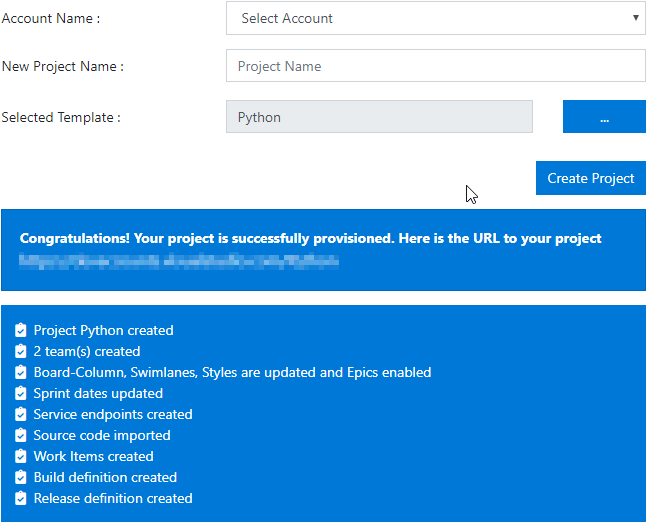 Account Name :
Select Account
New Project Name :
Project Name
Selected Template :
Python
...
Create Project
Congratulations! Your project is successfully provisioned. Here is the URL to your project
Project Python created
2 team(s) created
Board-Column, Swimlanes, Styles are updated and Epics enabled
Sprint dates updated
Service endpoints created
Source code imported
Work Items created
Build definition created
Release definition created